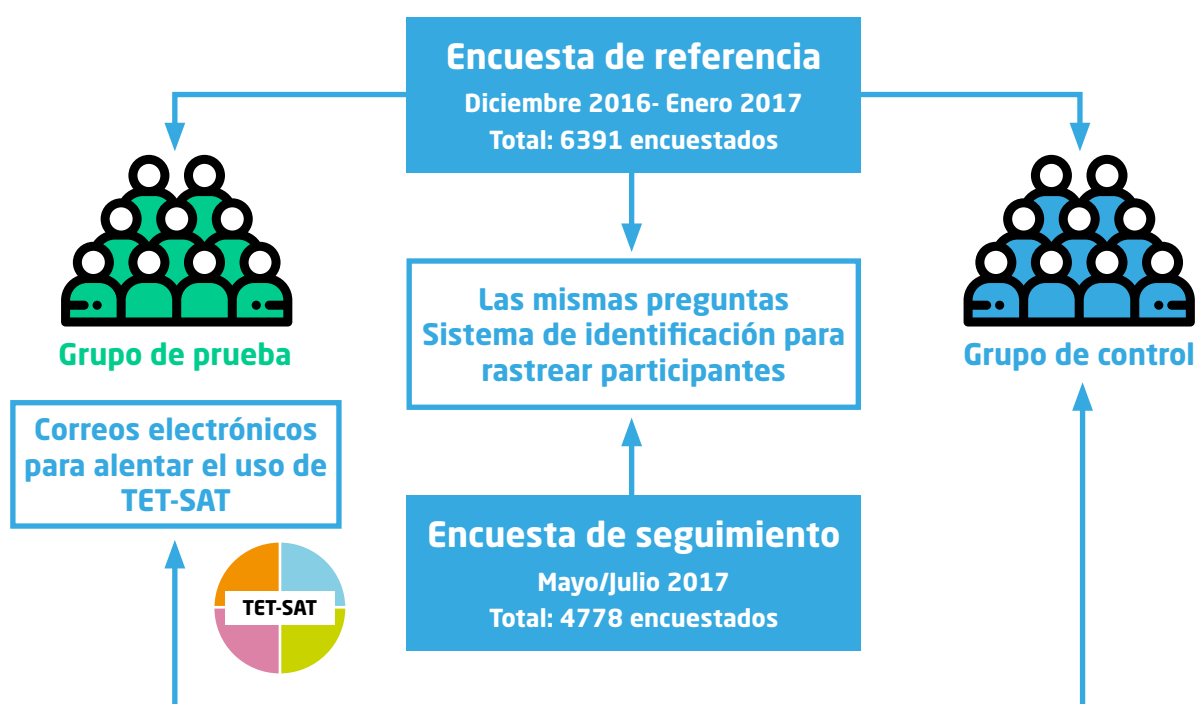 Encuesta de referencia
Diciembre 2016- Enero 2017
Total: 6391 encuestados
Grupo de prueba
Las mismas preguntas
Sistema de identificación para
rastrear participantes
Grupo de control
Correos electrónicos
para alentar el uso de
TET-SAT
TET-SAT
Encuesta de seguimiento
Mayo/Julio 2017
Total: 4778 encuestados